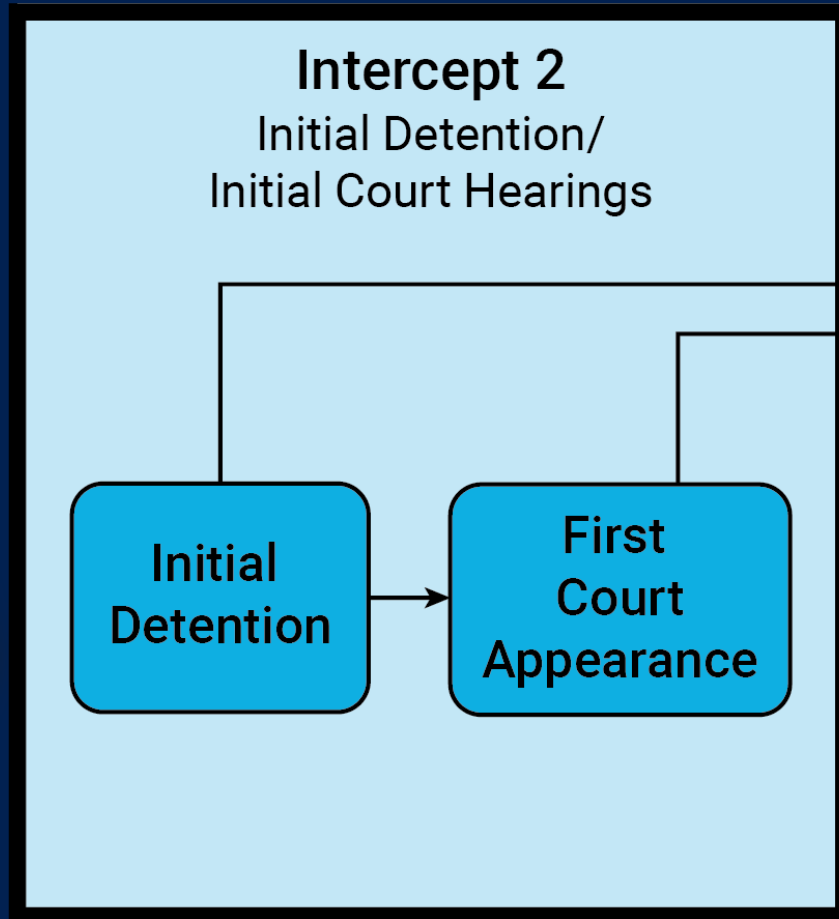 Intercept 2
Initial Detention/
Initial Court Hearings
Initial
Detention
First
Court
Appearance